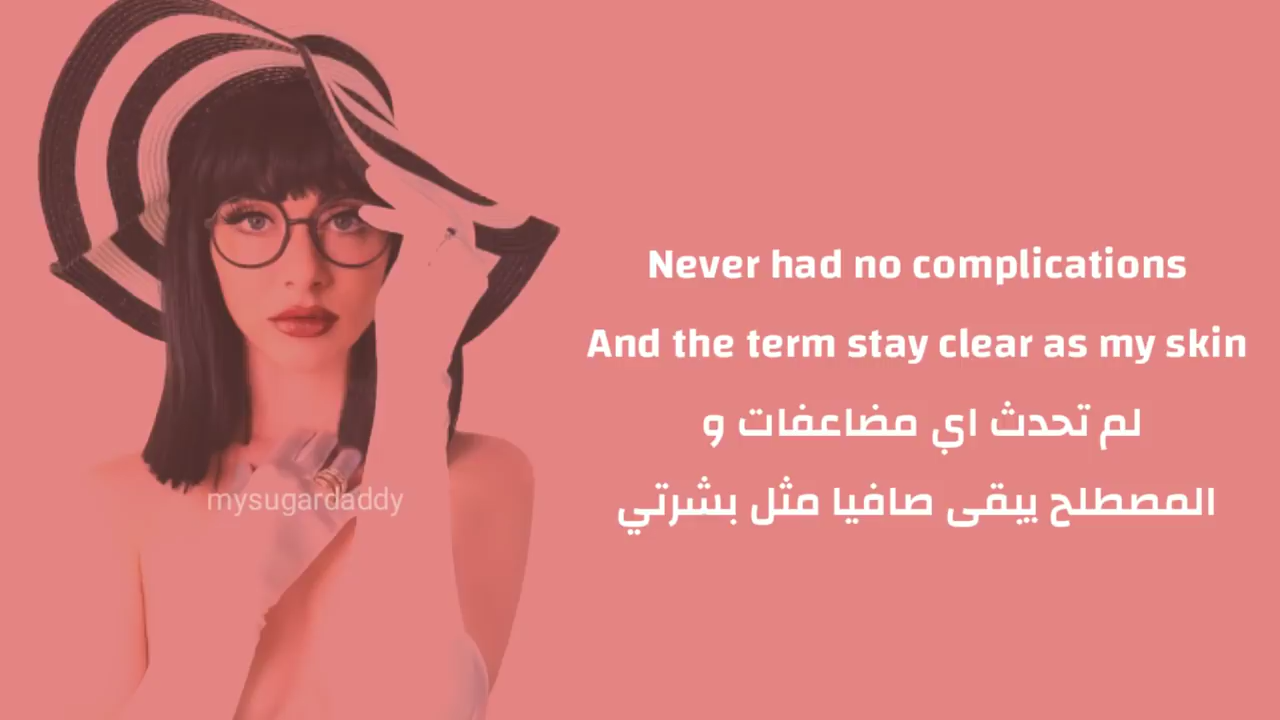 Never had no complications
And the term stay clear as my skin
لم تحدث اي مضاعفات و
المصطلح يبقى صافيا مثل بشرتي
mysugardaddy